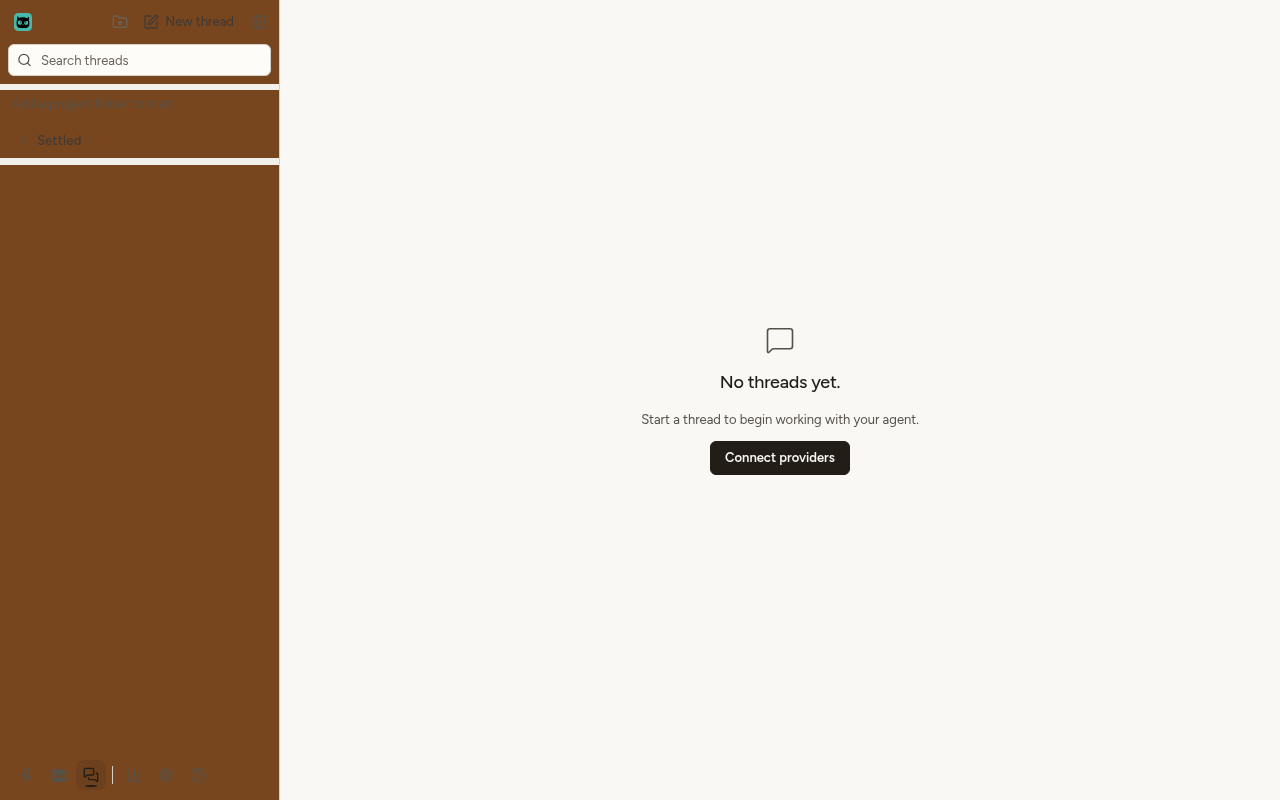 New thread
Search threads
Settled
No threads yet.
Start a thread to begin working with your agent.
Connect providers